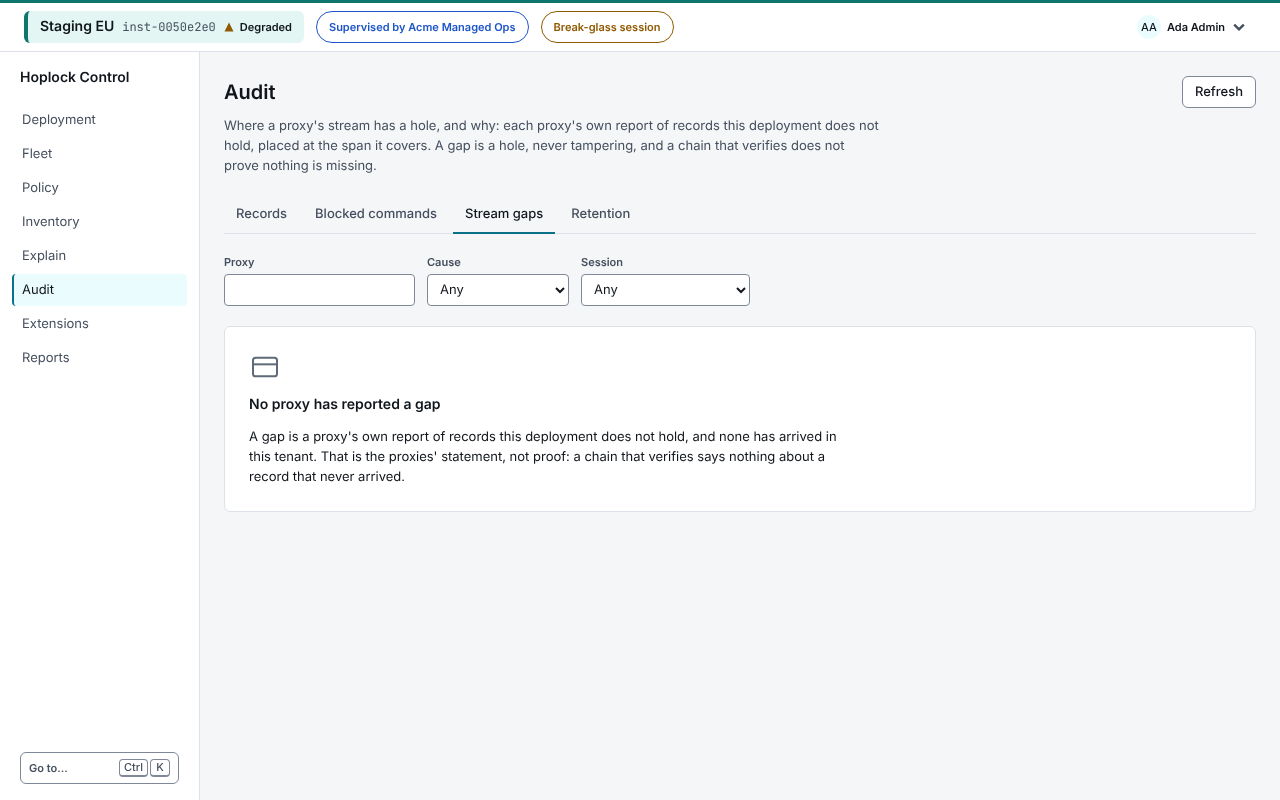 Staging EU inst-0050e2e0 Degraded
Supervised by Acme Managed Ops
Break-glass session
AA Ada Admin
Hoplock Control
Deployment
Fleet
Policy
Inventory
Explain
Audit
Extensions
Reports
Go to...
Ctrl K
Audit
Refresh
Where a proxy's stream has a hole, and why: each proxy's own report of records this deployment does not
hold, placed at the span it covers. A gap is a hole, never tampering, and a chain that verifies does not
prove nothing is missing.
Records Blocked commands Stream gaps Retention
Proxy Cause Session
Any Any
No proxy has reported a gap
A gap is a proxy's own report of records this deployment does not hold, and none has arrived in
this tenant. That is the proxies' statement, not proof: a chain that verifies says nothing about a
record that never arrived.